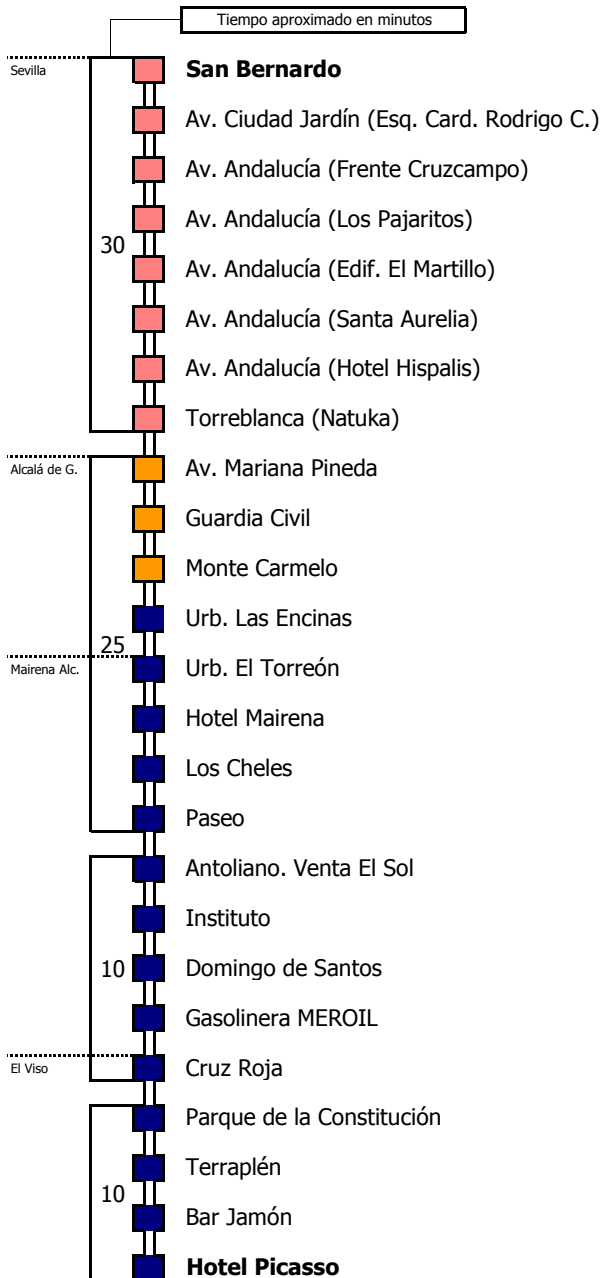 Tiempo aproximado en minutos
Sevilla
San Bernardo
Av. Ciudad Jardín (Esq. Card. Rodrigo C.)
Av. Andalucía (Frente Cruzcampo)
Av. Andalucía (Los Pajaritos)
30
Av. Andalucía (Edif. El Martillo)
Av. Andalucía (Santa Aurelia)
Av. Andalucía (Hotel Hispalis)
Torreblanca (Natuka)
Alcalá de G.
Av. Mariana Pineda
Guardia Civil
Monte Carmelo
Urb. Las Encinas
25
Mairena Alc.
Urb. El Torreón
Hotel Mairena
Los Cheles
Paseo
Antoliano. Venta El Sol
Instituto
10
Domingo de Santos
Gasolinera MEROIL
El Viso
Cruz Roja
Parque de la Constitución
Terraplén
10
Bar Jamón
Hotel Picasso